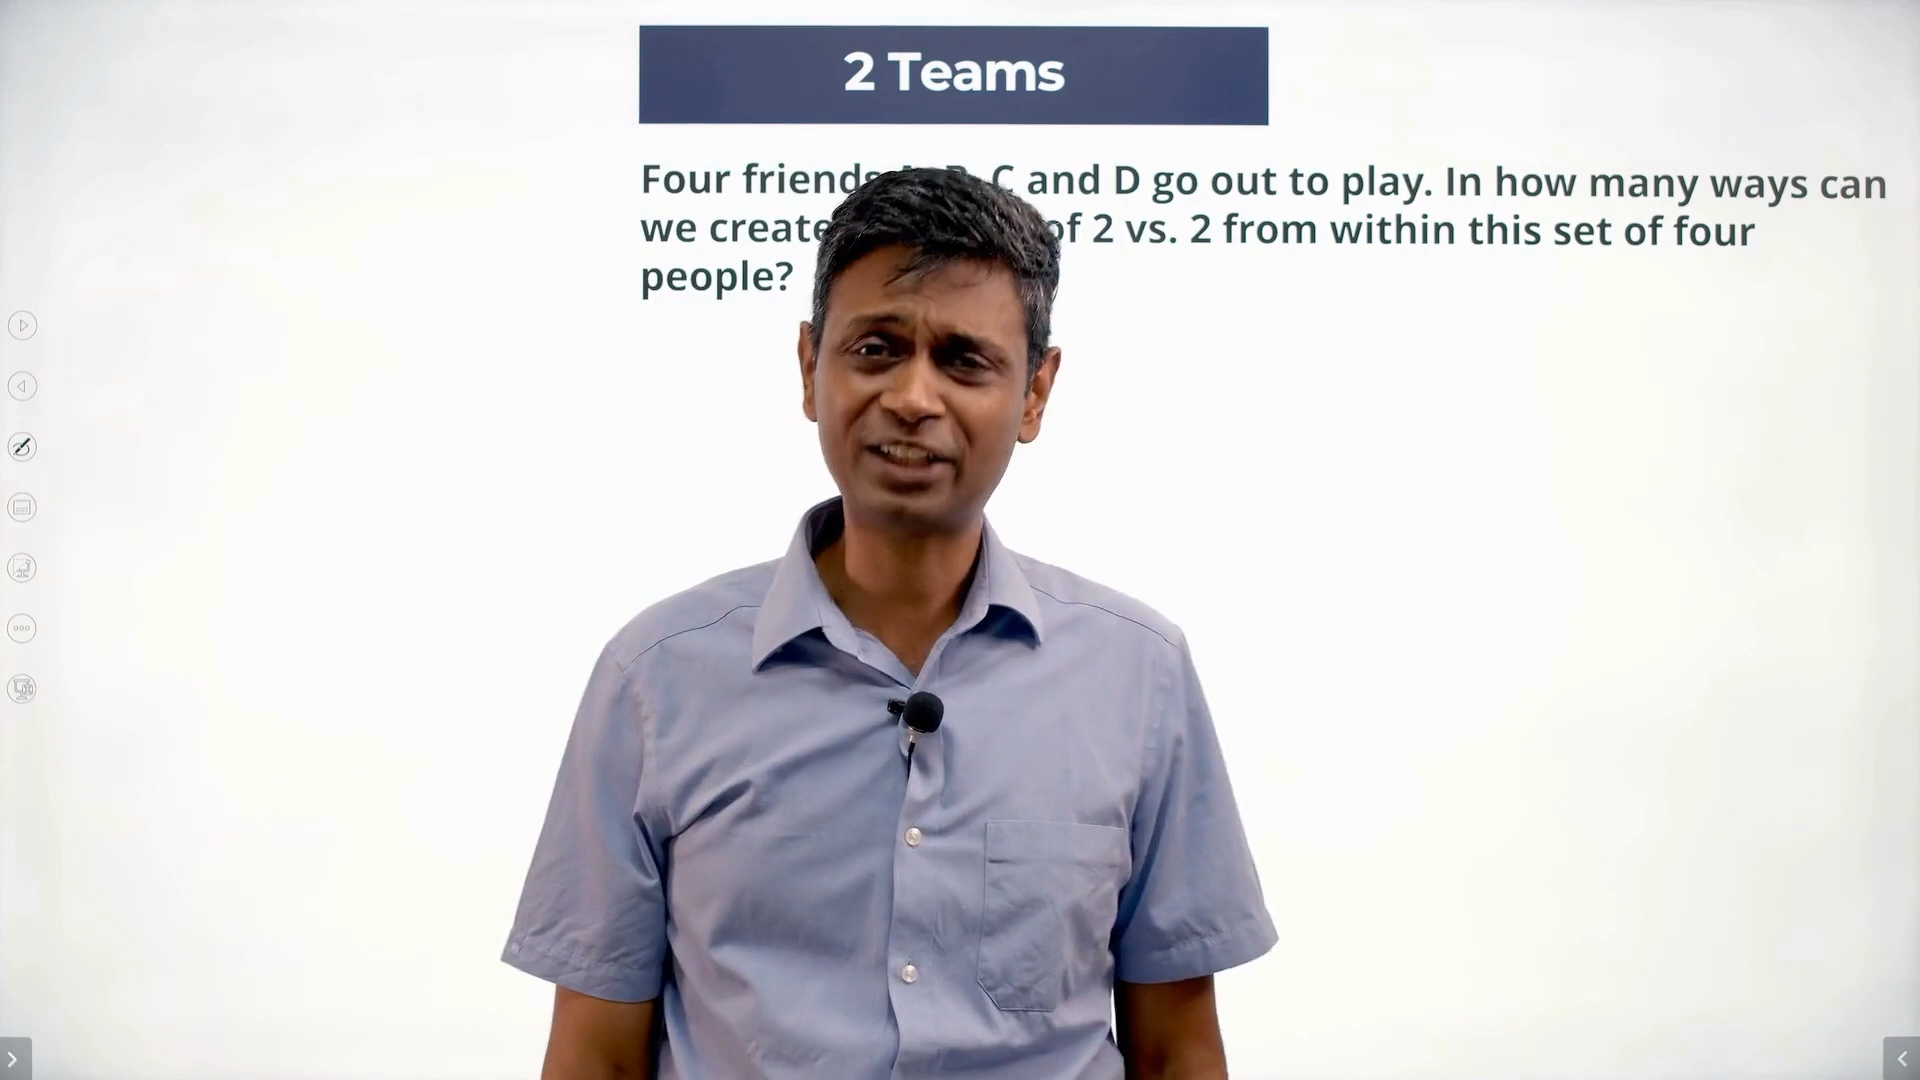 2 Teams
Four friends C and D go out to play. In how many ways can
we create of 2 vs. 2 from within this set of four
people?